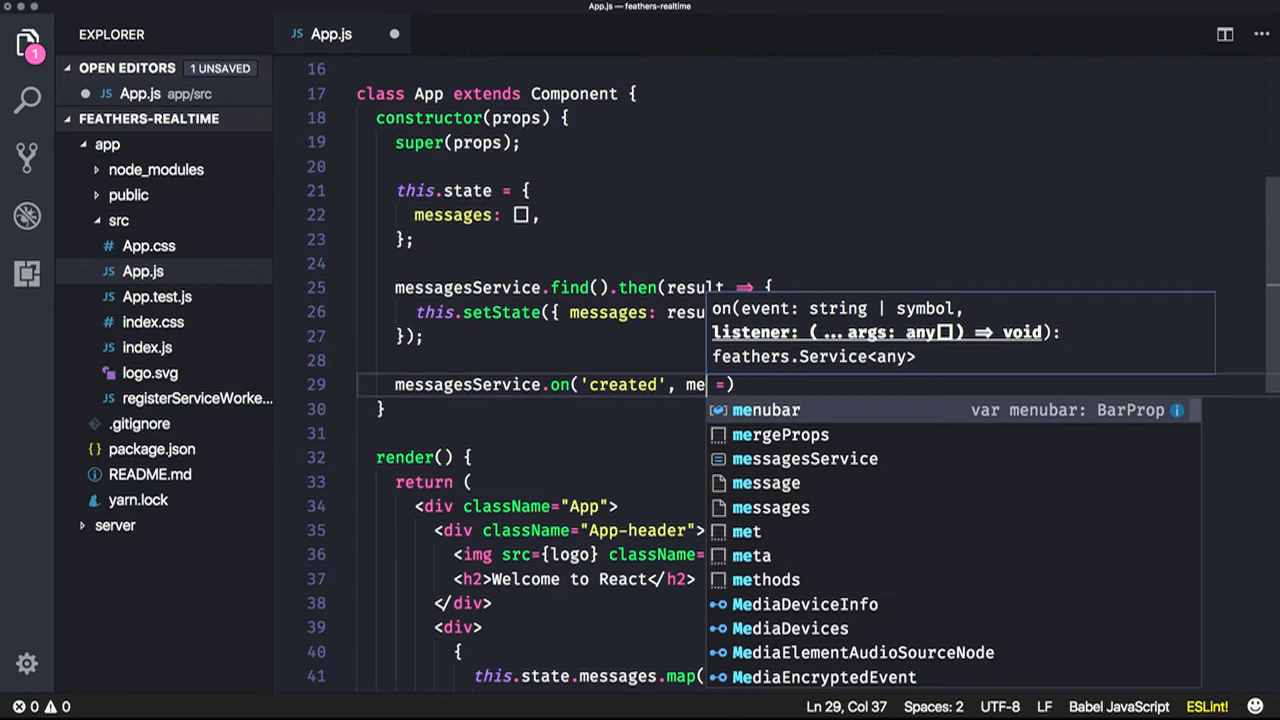 App.js — feathers-realtime
EXPLORER
OPEN EDITORS 1 UNSAVED
App.js app/src
FEATHERS-REALTIME
app
node_modules
public
src
# App.css
JS App.js
JS App.test.js
# index.css
JS index.js
logo.svg
JS registerServiceWorke...
.gitignore
{} package.json
README.md
yarn.lock
server
1
JS App.js
16
17 class App extends Component {
18 constructor(props) {
19 super(props);
20
21 this.state = {
22 messages: [],
23 };
24
25 messagesService.find().then(result => {
26 this.setState({ messages: resu
27 });
28
29 messagesService.on('created', me =)
30 }
31
32 render() {
33 return (
34 <div className="App">
35 <div className="App-header">
36 <img src={logo} className=
37 <h2>Welcome to React</h2>
38 </div>
39 <div>
40 {
41 this.state.messages.map(
on(event: string | symbol,
listener: (...args: any[]) => void):
feathers.Service<any>
menubar var menubar: BarProp
mergeProps
messagesService
message
messages
met
meta
methods
MediaDeviceInfo
MediaDevices
MediaElementAudioSourceNode
MediaEncryptedEvent
0 0 Ln 29, Col 37 Spaces: 2 UTF-8 LF Babel JavaScript ESLint!